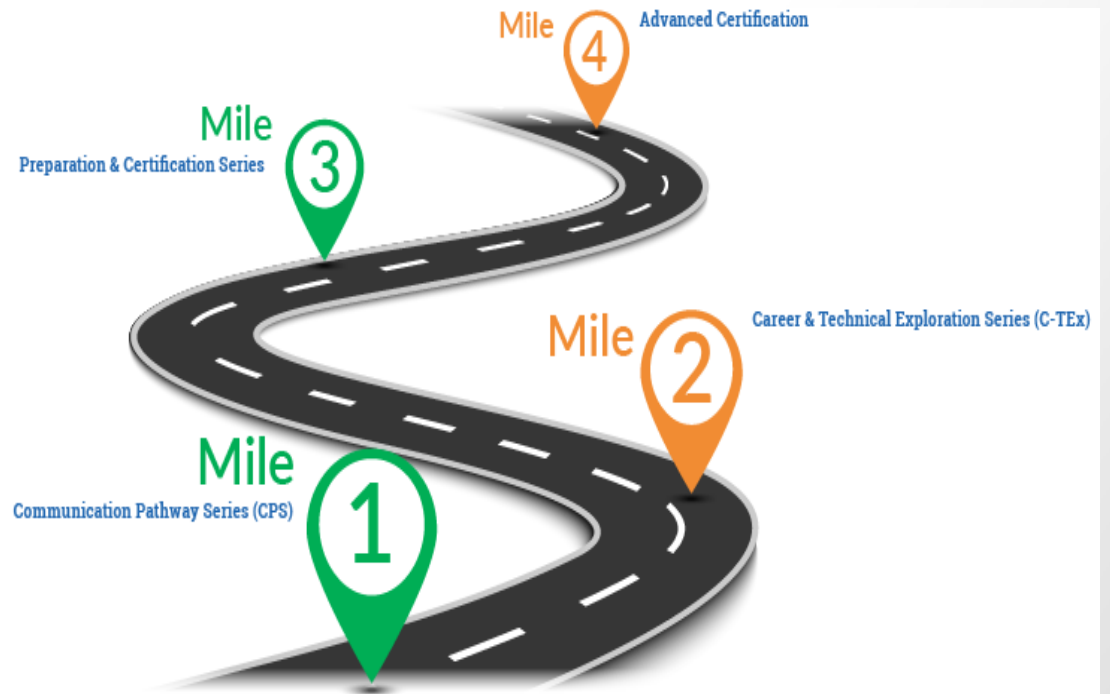 Mile
4
Advanced Certification
Mile
3
Preparation & Certification Series
Mile
2
Career & Technical Exploration Series (C-TEx)
Mile
1
Communication Pathway Series (CPS)